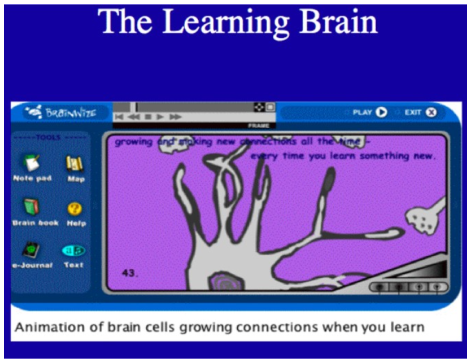 The Learning Brain
BRAINWIZE
PLAY
EXIT
FRAME
TOOLS
growing and making new connections all the time -
every time you learn something new.
Note pad
Map
Brain book
Help
e-Journal
Text
43.
Animation of brain cells growing connections when you learn